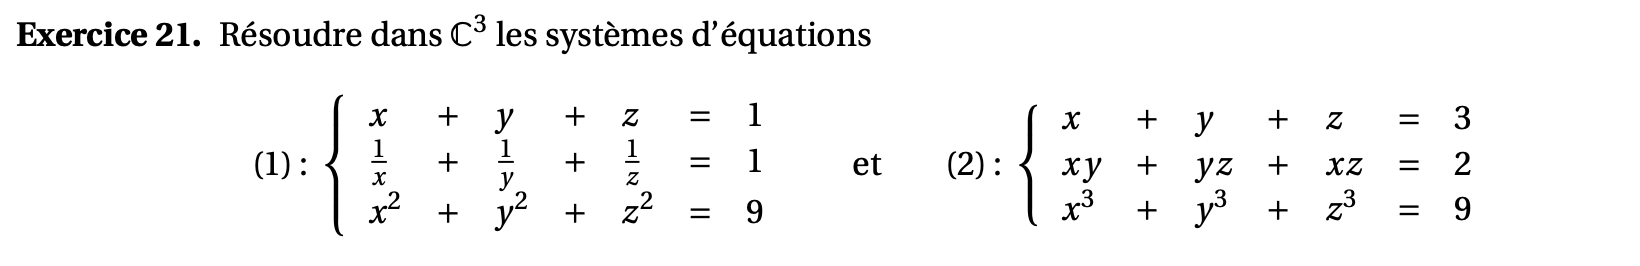 Exercice 21. Résoudre dans ℂ³ les systèmes d'équations
(1) : { x + y + z = 1 et (2) : { x + y + z = 3
1/x + 1/y + 1/z = 1 xy + yz + xz = 2
x² + y² + z² = 9 x³ + y³ + z³ = 9